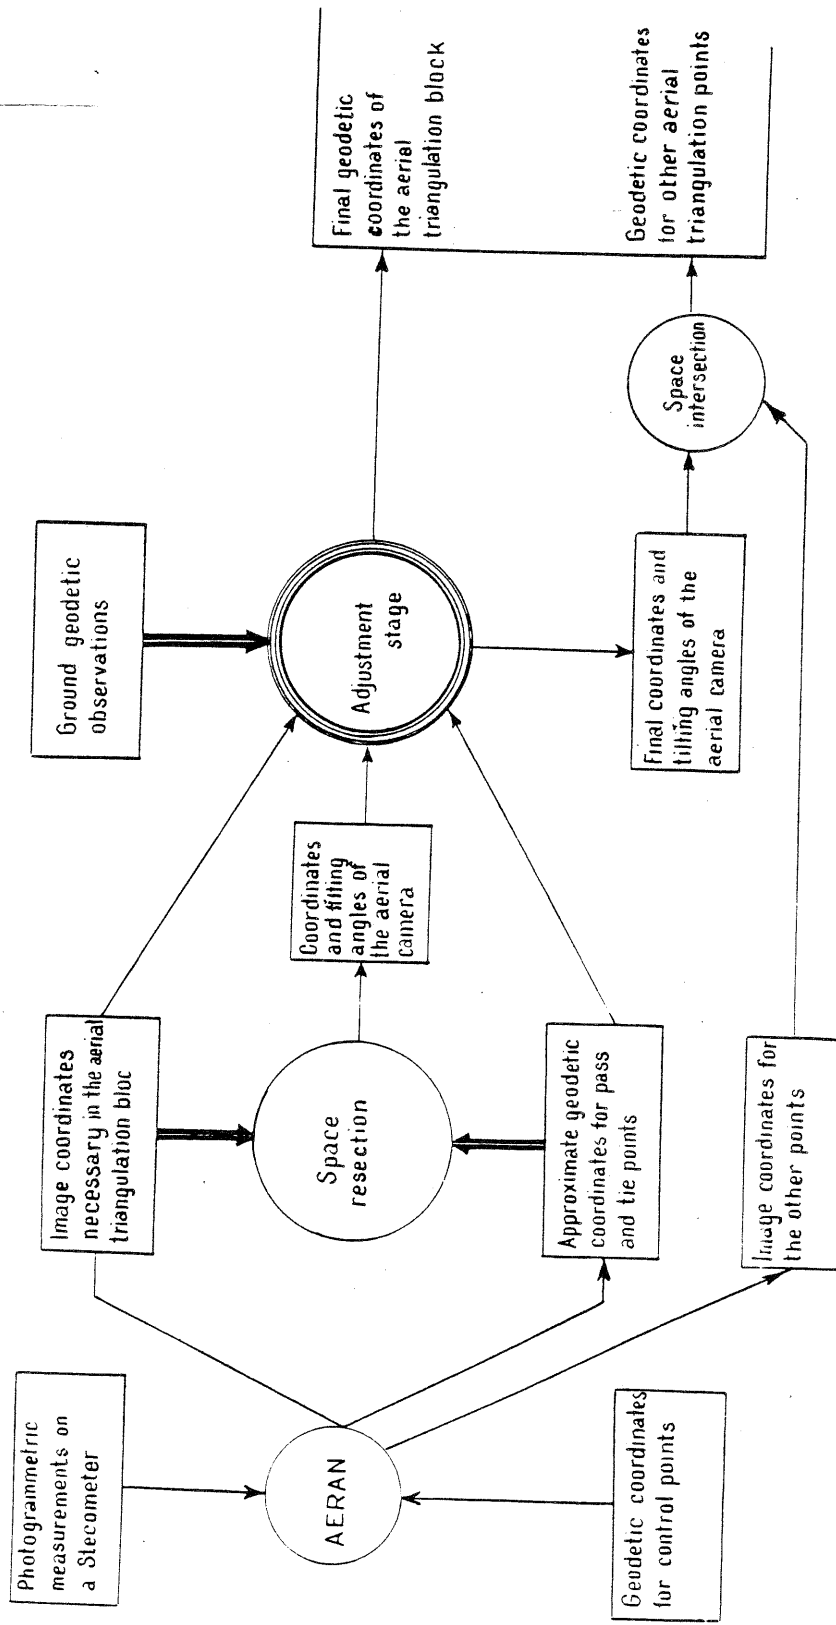 Photogrammetric
measurements on
a Stecometer
AERAN
Geodetic coordinates
for control points
Image coordinates
necessary in the aerial
triangulation bloc
Space
resection
Approximate geodetic
coordinates for pass
and tie points
Image coordinates for
the other points
Coordinates
and tilting
angles of
the aerial
camera
Ground geodetic
observations
Adjustment
stage
Final coordinates and
tilting angles of the
aerial camera
Space
intersection
Final geodetic
coordinates of
the aerial
triangulation block
Geodetic coordinates
for other aerial
triangulation points